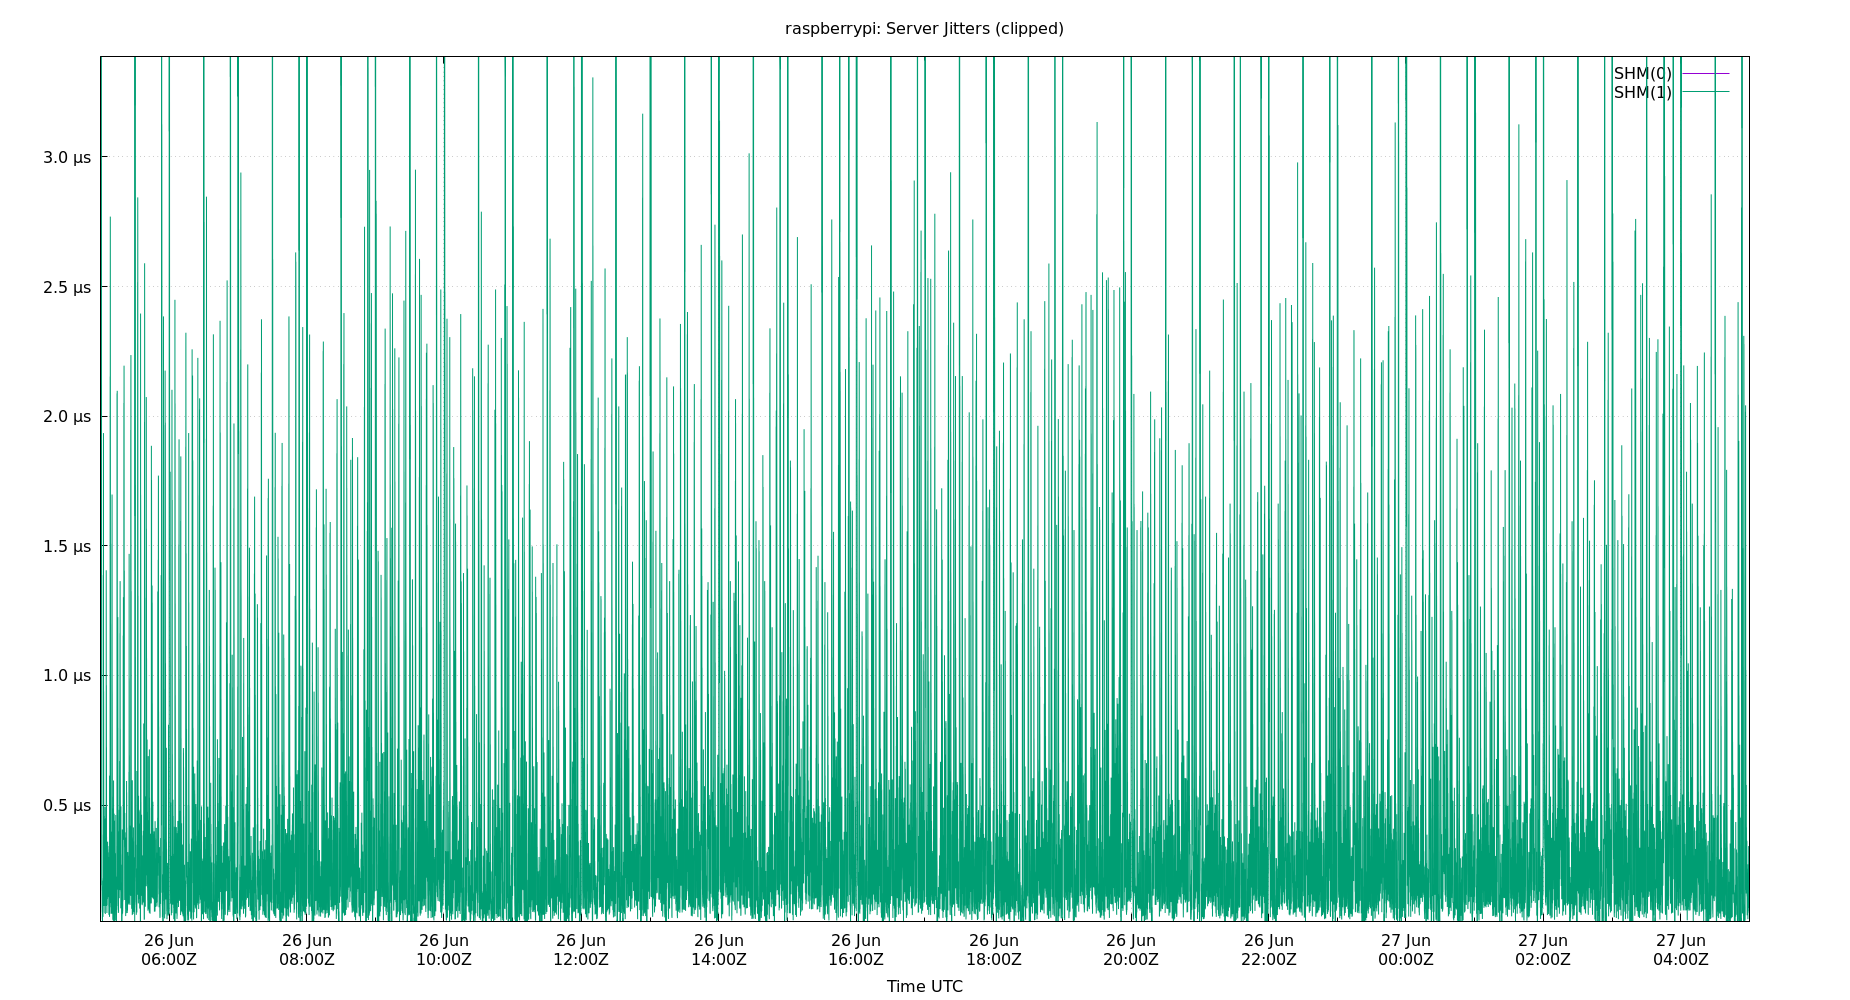 raspberrypi: Server Jitters (clipped)
SHM(0)
SHM(1)
3.0 µs
2.5 µs
2.0 µs
1.5 µs
1.0 µs
0.5 µs
26 Jun 26 Jun 26 Jun 26 Jun 26 Jun 26 Jun 26 Jun 26 Jun 26 Jun 27 Jun 27 Jun 27 Jun
06:00Z 08:00Z 10:00Z 12:00Z 14:00Z 16:00Z 18:00Z 20:00Z 22:00Z 00:00Z 02:00Z 04:00Z
Time UTC